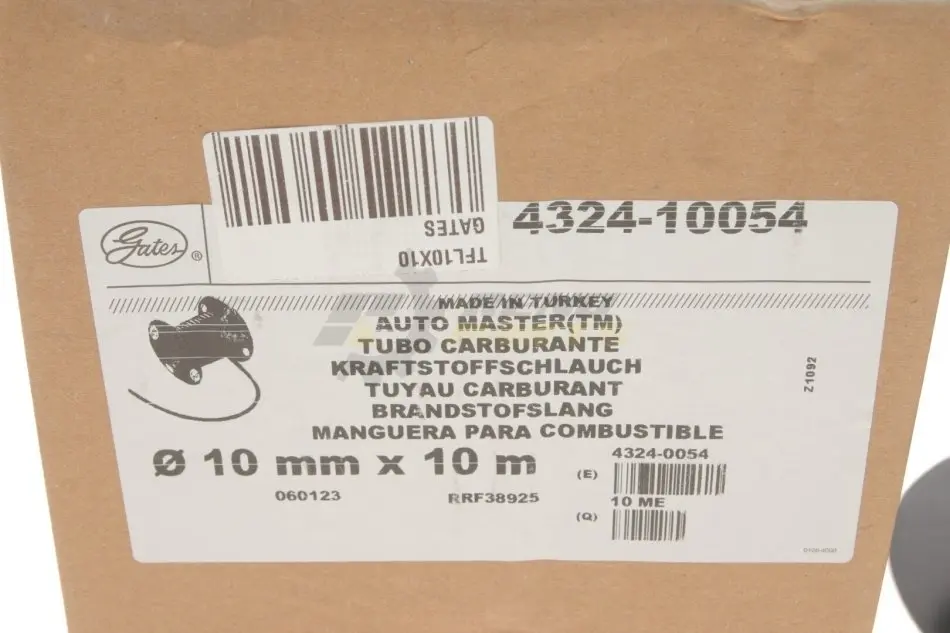 TFL10X10
GATES
4324-10054
Gates®
MADE IN TURKEY
AUTO MASTER(TM)
TUBO CARBURANTE
KRAFTSTOFFSCHLAUCH
TUYAU CARBURANT
BRANDSTOFSLANG
MANGUERA PARA COMBUSTIBLE
Z1092
Ø 10 mm x 10 m
4324-0054
(E)
060123
RRF38925
10 ME
(Q)